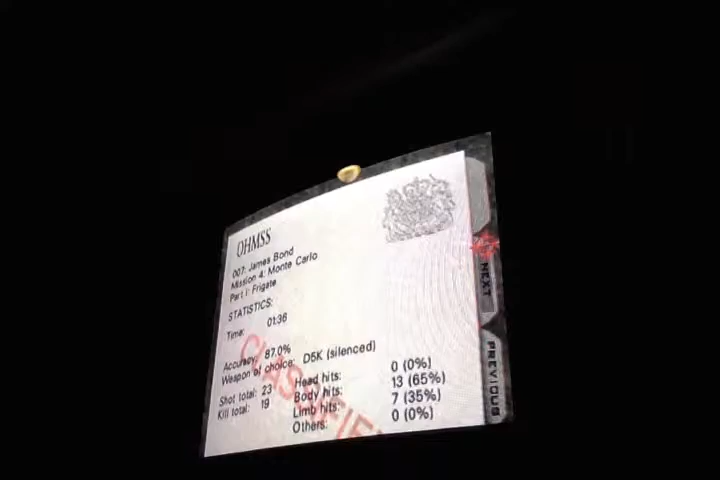 OHMSS
007: James Bond
Mission 4: Monte Carlo
Part i: Frigate
STATISTICS:
Time: 01:36
Accuracy: 87.0%
Weapon of choice: D5K (silenced)
Shot total: 23
Kill total: 19
Head hits: 0 (0%)
Body hits: 13 (65%)
Limb hits: 7 (35%)
Others: 0 (0%)
CLASSIFIE
NEXT
PREVIOUS